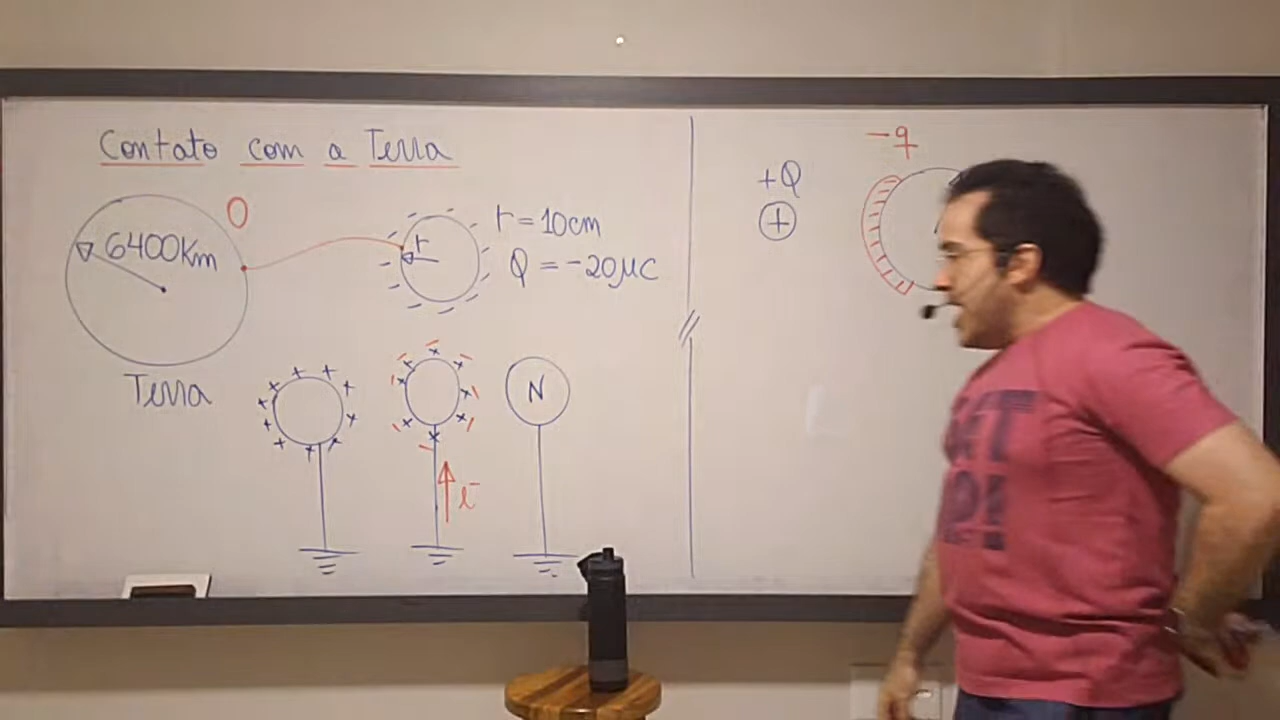 Contato com a Terra
0
6400Km
r
r = 10cm
Q = -20μC
Terra
N
e⁻
-q
+Q
+